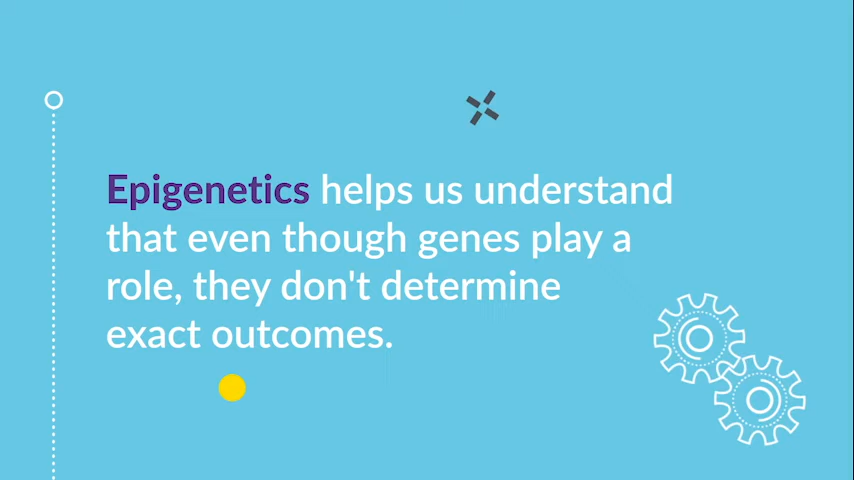 Epigenetics helps us understand
that even though genes play a
role, they don't determine
exact outcomes.